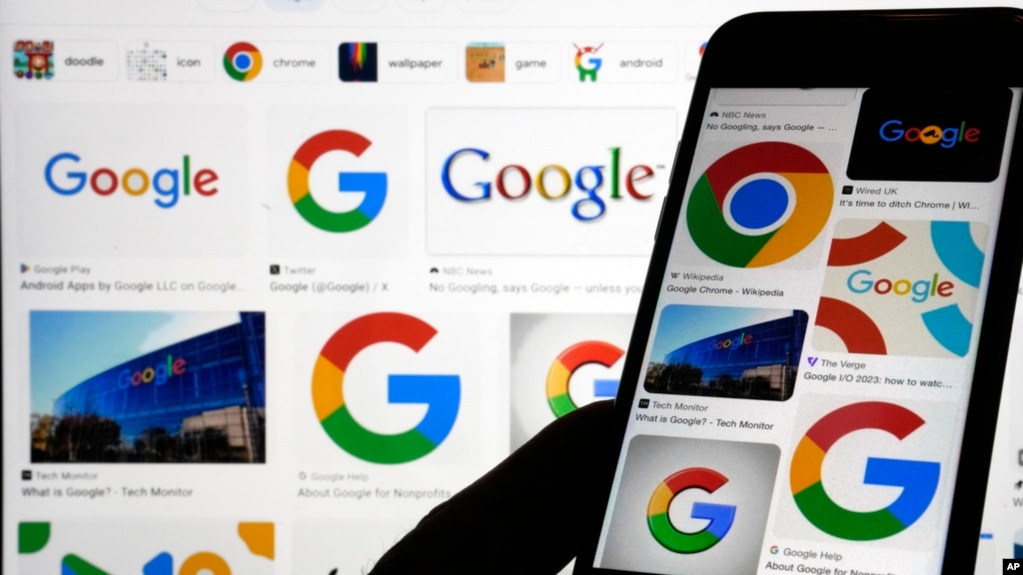 doodle
icon
chrome
wallpaper
game
android
Google
Google™
Google Play
Android Apps by Google LLC on Google...
Twitter
Google (@Google) / X
NBC News
No Googling, says Google — unless you
Google
Tech Monitor
What is Google? - Tech Monitor
Google Help
About Google for Nonprofits
NBC News
No Googling, says Google — ...
Google
Wired UK
It's time to ditch Chrome | WI...
W Wikipedia
Google Chrome - Wikipedia
Google
The Verge
Google I/O 2023: how to watc...
Google
Tech Monitor
What is Google? - Tech Monitor
G Google Help
About Google for Nonprofits
AP